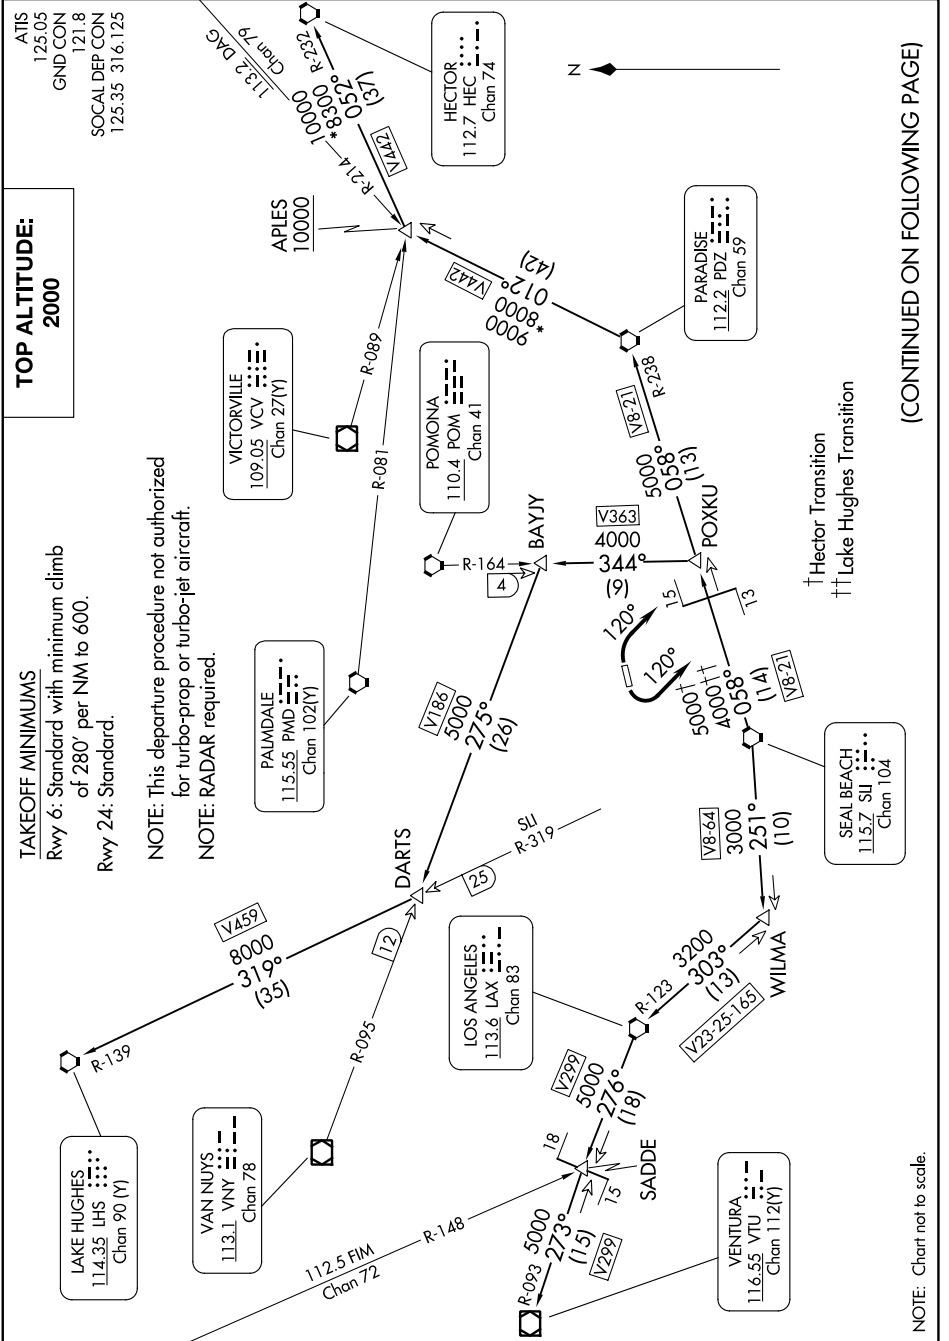 ATIS
125.05
GND CON
121.8
SOCAL DEP CON
125.35 316.125
TOP ALTITUDE:
2000
TAKEOFF MINIMUMS
Rwy 6: Standard with minimum climb
of 280' per NM to 600.
Rwy 24: Standard.
NOTE: This departure procedure not authorized
for turbo-prop or turbo-jet aircraft.
NOTE: RADAR required.
LAKE HUGHES
114.35 LHS
Chan 90 (Y)
R-139
V459
8000
319°
(35)
VAN NUYS
113.1 VNY
Chan 78
R-095
12
DARTS
25
SLI
R-319
PALMDALE
115.55 PMD
Chan 102(Y)
R-081
VICTORVILLE
109.05 VCV
Chan 27(Y)
R-089
APLES
10000
113.2 DAG
Chan 79
R-214
10000
*8300
052°
(37)
R-232
V442
HECTOR
112.7 HEC
Chan 74
N
POMONA
110.4 POM
Chan 41
R-164
4
BAYJY
V186
5000
275°
(26)
V363
4000
344°
(9)
V442
9000
*8000
012°
(42)
PARADISE
112.2 PDZ
Chan 59
R-238
V8-21
5000
058°
(13)
POXKU
15
13
120°
120°
5000†
4000††
058°
(14)
V8-21
SEAL BEACH
115.7 SLI
Chan 104
V8-64
3000
251°
(10)
WILMA
3200
303°
(13)
V23-25-165
R-123
LOS ANGELES
113.6 LAX
Chan 83
V299
5000
276°
(18)
18
15
SADDE
112.5 FIM
Chan 72
R-148
R-093
5000
273°
(15)
V299
VENTURA
116.55 VTU
Chan 112(Y)
†Hector Transition
††Lake Hughes Transition
NOTE: Chart not to scale.
(CONTINUED ON FOLLOWING PAGE)